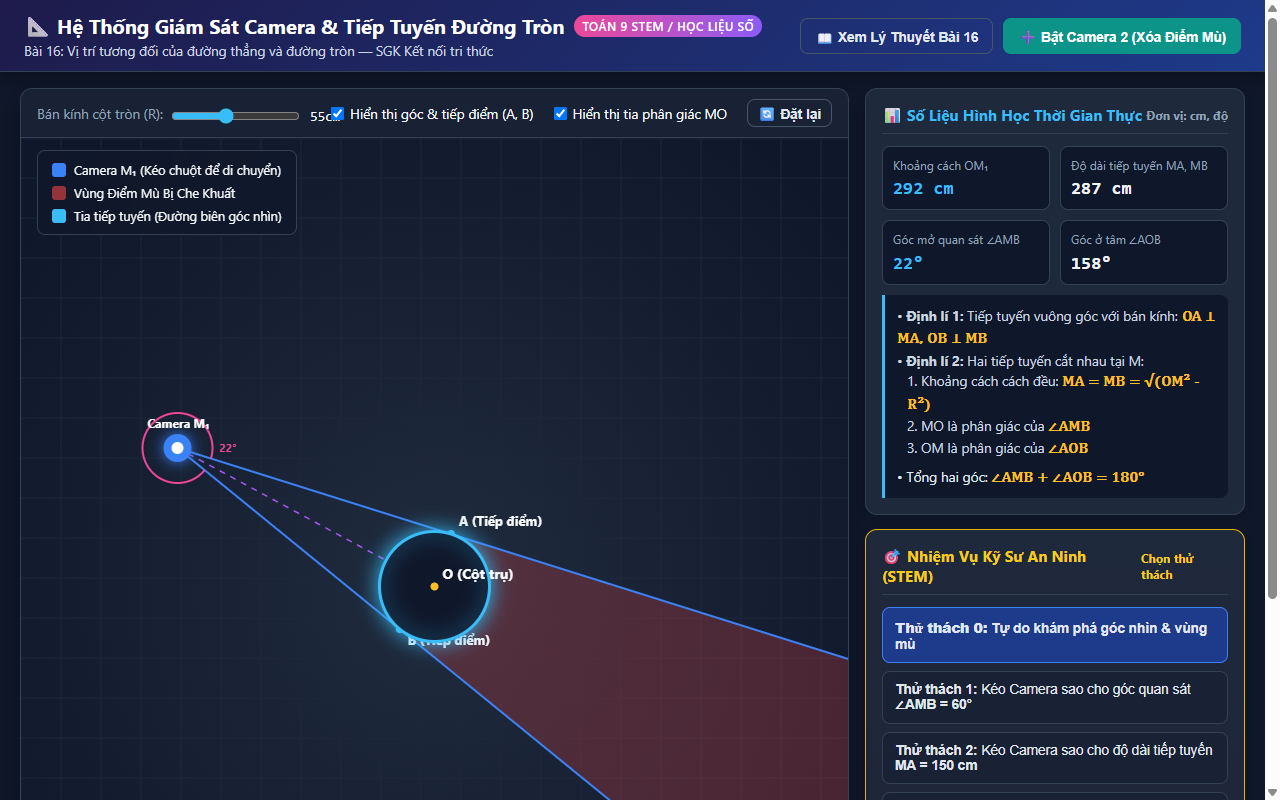 📐 Hệ Thống Giám Sát Camera & Tiếp Tuyến Đường Tròn TOÁN 9 STEM / HỌC LIỆU SỐ
Bài 16: Vị trí tương đối của đường thẳng và đường tròn — SGK Kết nối tri thức
📖 Xem Lý Thuyết Bài 16
➕ Bật Camera 2 (Xóa Điểm Mù)
Bán kính cột tròn (R): 55cm Hiển thị góc & tiếp điểm (A, B) Hiển thị tia phân giác MO 🔄 Đặt lại
Camera M₁ (Kéo chuột để di chuyển)
Vùng Điểm Mù Bị Che Khuất
Tia tiếp tuyến (Đường biên góc nhìn)
Camera M₁
22°
A (Tiếp điểm)
O (Cột trụ)
B (Tiếp điểm)
📊 Số Liệu Hình Học Thời Gian Thực Đơn vị: cm, độ
Khoảng cách OM₁
292 cm
Độ dài tiếp tuyến MA, MB
287 cm
Góc mở quan sát ∠AMB
22°
Góc ở tâm ∠AOB
158°
• Định lí 1: Tiếp tuyến vuông góc với bán kính: OA ⊥
MA, OB ⊥ MB
• Định lí 2: Hai tiếp tuyến cắt nhau tại M:
1. Khoảng cách cách đều: MA = MB = √(OM² -
R²)
2. MO là phân giác của ∠AMB
3. OM là phân giác của ∠AOB
• Tổng hai góc: ∠AMB + ∠AOB = 180°
🎯 Nhiệm Vụ Kỹ Sư An Ninh
(STEM)
Chọn thử
thách
Thử thách 0: Tự do khám phá góc nhìn & vùng
mù
Thử thách 1: Kéo Camera sao cho góc quan sát
∠AMB = 60°
Thử thách 2: Kéo Camera sao cho độ dài tiếp tuyến
MA = 150 cm